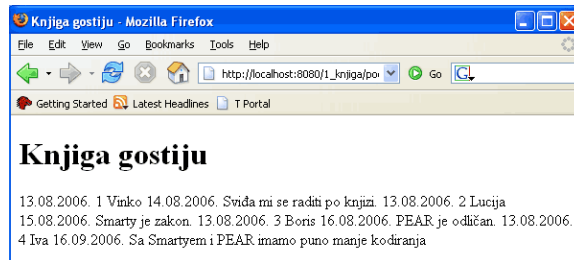 Knjiga gostiju - Mozilla Firefox
File Edit View Go Bookmarks Tools Help
http://localhost:8080/1_knjiga/po Go G
Getting Started Latest Headlines T Portal
Knjiga gostiju
13.08.2006. 1 Vinko 14.08.2006. Sviđa mi se raditi po knjizi. 13.08.2006. 2 Lucija
15.08.2006. Smarty je zakon. 13.08.2006. 3 Boris 16.08.2006. PEAR je odličan. 13.08.2006.
4 Iva 16.09.2006. Sa Smartyem i PEAR imamo puno manje kodiranja